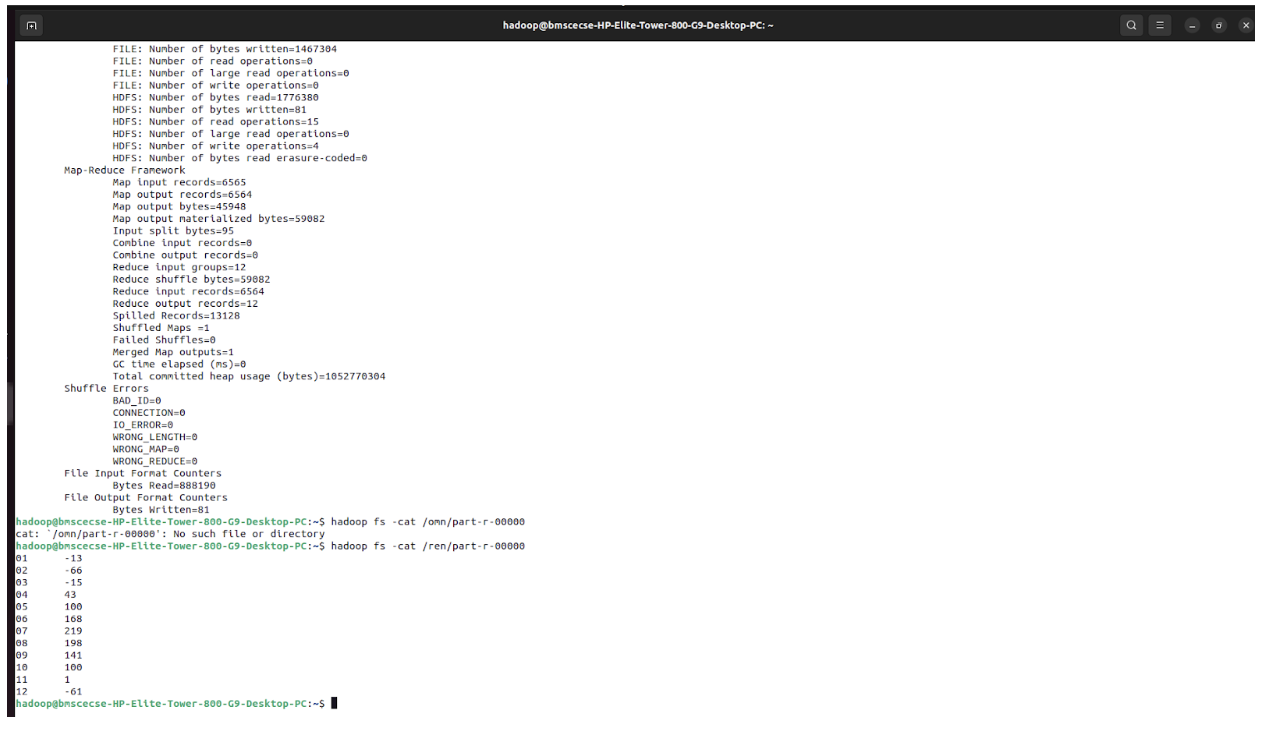 hadoop@bmscecse-HP-Elite-Tower-800-G9-Desktop-PC: ~
FILE: Number of bytes written=1467304
FILE: Number of read operations=0
FILE: Number of large read operations=0
FILE: Number of write operations=0
HDFS: Number of bytes read=1776380
HDFS: Number of bytes written=81
HDFS: Number of read operations=15
HDFS: Number of large read operations=0
HDFS: Number of write operations=4
HDFS: Number of bytes read erasure-coded=0
Map-Reduce Framework
Map input records=6565
Map output records=6564
Map output bytes=45948
Map output materialized bytes=59082
Input split bytes=95
Combine input records=0
Combine output records=0
Reduce input groups=12
Reduce shuffle bytes=59082
Reduce input records=6564
Reduce output records=12
Spilled Records=13128
Shuffled Maps =1
Failed Shuffles=0
Merged Map outputs=1
GC time elapsed (ms)=0
Total committed heap usage (bytes)=1052770304
Shuffle Errors
BAD_ID=0
CONNECTION=0
IO_ERROR=0
WRONG_LENGTH=0
WRONG_MAP=0
WRONG_REDUCE=0
File Input Format Counters
Bytes Read=888190
File Output Format Counters
Bytes Written=81
hadoop@bmscecse-HP-Elite-Tower-800-G9-Desktop-PC:~$ hadoop fs -cat /omn/part-r-00000
cat: `/omn/part-r-00000': No such file or directory
hadoop@bmscecse-HP-Elite-Tower-800-G9-Desktop-PC:~$ hadoop fs -cat /ren/part-r-00000
01 -13
02 -66
03 -15
04 43
05 100
06 168
07 219
08 198
09 141
10 100
11 1
12 -61
hadoop@bmscecse-HP-Elite-Tower-800-G9-Desktop-PC:~$